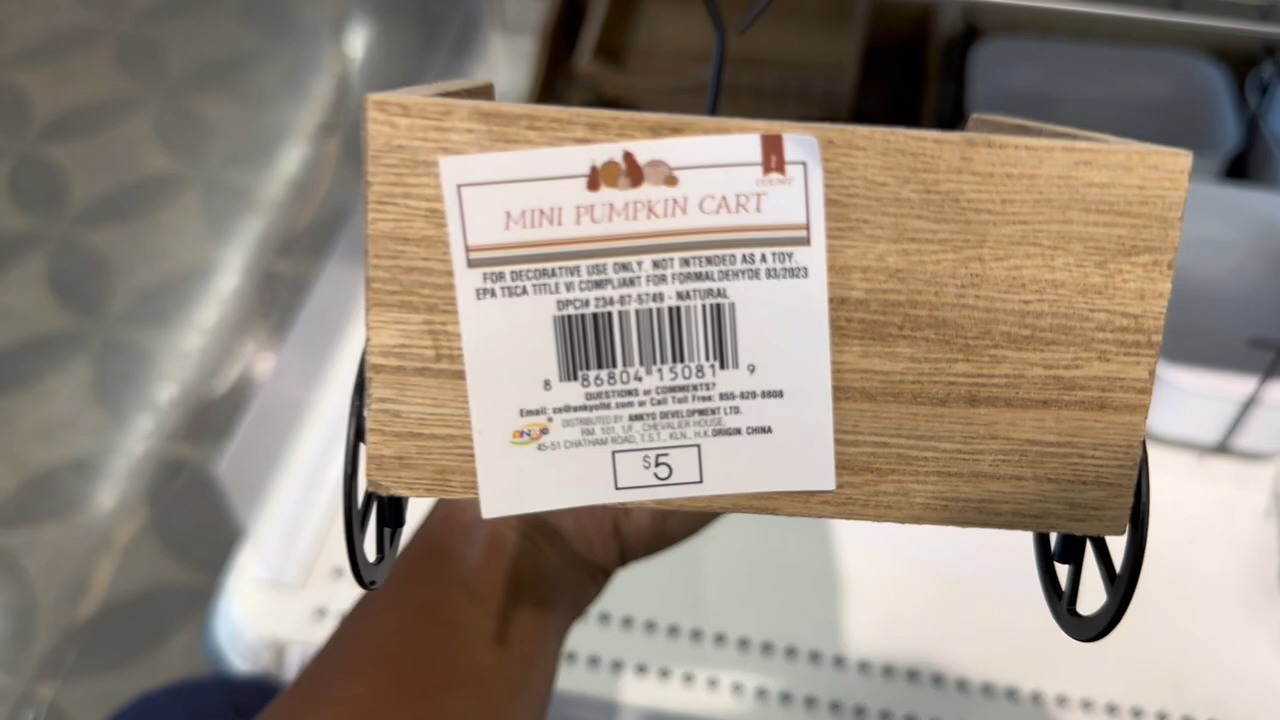 1
COUNT
MINI PUMPKIN CART
FOR DECORATIVE USE ONLY. NOT INTENDED AS A TOY.
EPA TSCA TITLE VI COMPLIANT FOR FORMALDEHYDE 03/2023
DPCI# 234-07-5749 - NATURAL
8 86804 15081 9
QUESTIONS or COMMENTS?
Email: cs@ankyoltd.com or Call Toll Free: 855-820-8808
DISTRIBUTED BY: ANKYO DEVELOPMENT LTD.
RM. 101, 1/F., CHEVALIER HOUSE,
45-51 CHATHAM ROAD, T.S.T., KLN., H.K. ORIGIN: CHINA
ANKYO
$5